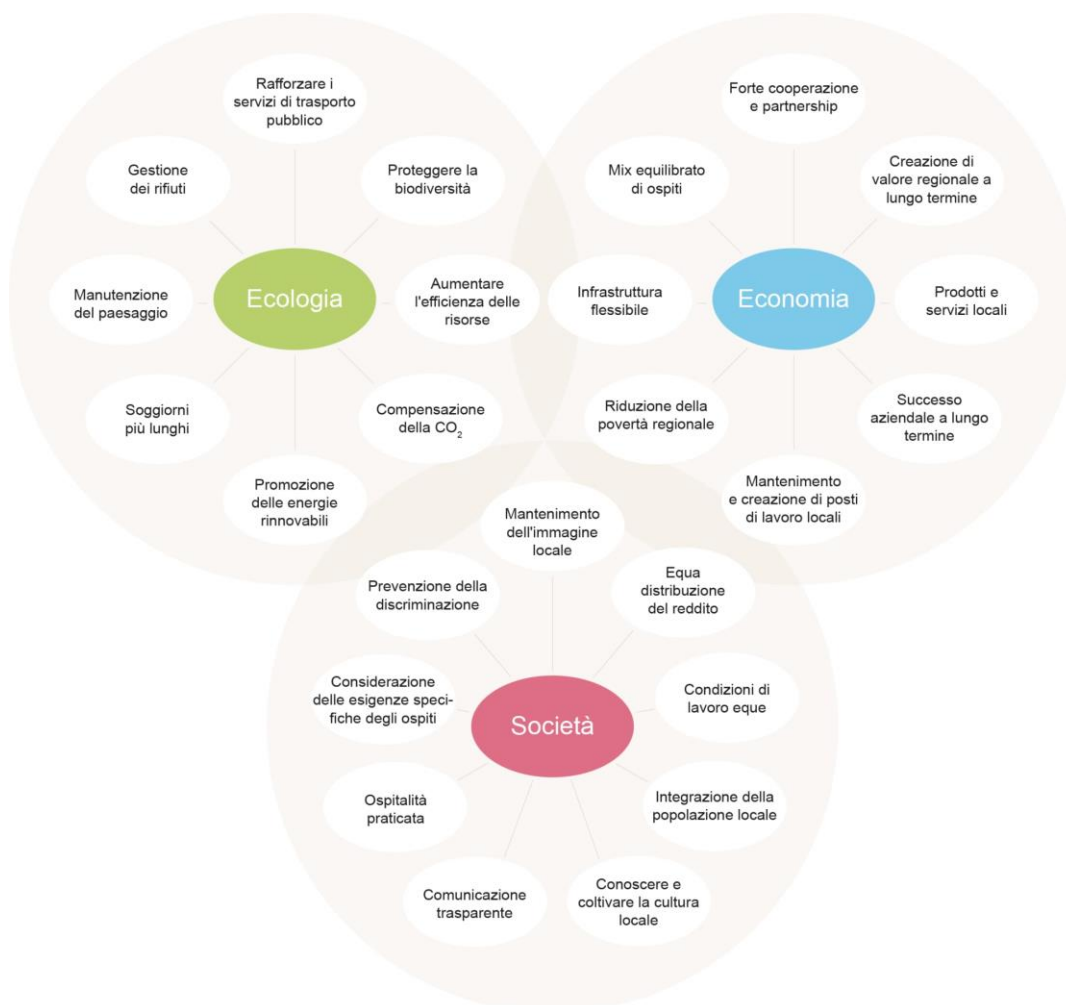 Rafforzare i
servizi di trasporto
pubblico
Gestione
dei rifiuti
Proteggere la
biodiversità
Ecologia
Manutenzione
del paesaggio
Aumentare
l'efficienza delle
risorse
Soggiorni
più lunghi
Compensazione
della CO₂
Promozione
delle energie
rinnovabili
Forte cooperazione
e partnership
Mix equilibrato
di ospiti
Creazione di
valore regionale a
lungo termine
Infrastruttura
flessibile
Economia
Prodotti e
servizi locali
Riduzione della
povertà regionale
Successo
aziendale a lungo
termine
Mantenimento
e creazione di posti
di lavoro locali
Mantenimento
dell'immagine
locale
Prevenzione della
discriminazione
Equa
distribuzione
del reddito
Considerazione
delle esigenze speci-
fiche degli ospiti
Società
Condizioni di
lavoro eque
Ospitalità
praticata
Integrazione della
popolazione locale
Comunicazione
trasparente
Conoscere e
coltivare la cultura
locale